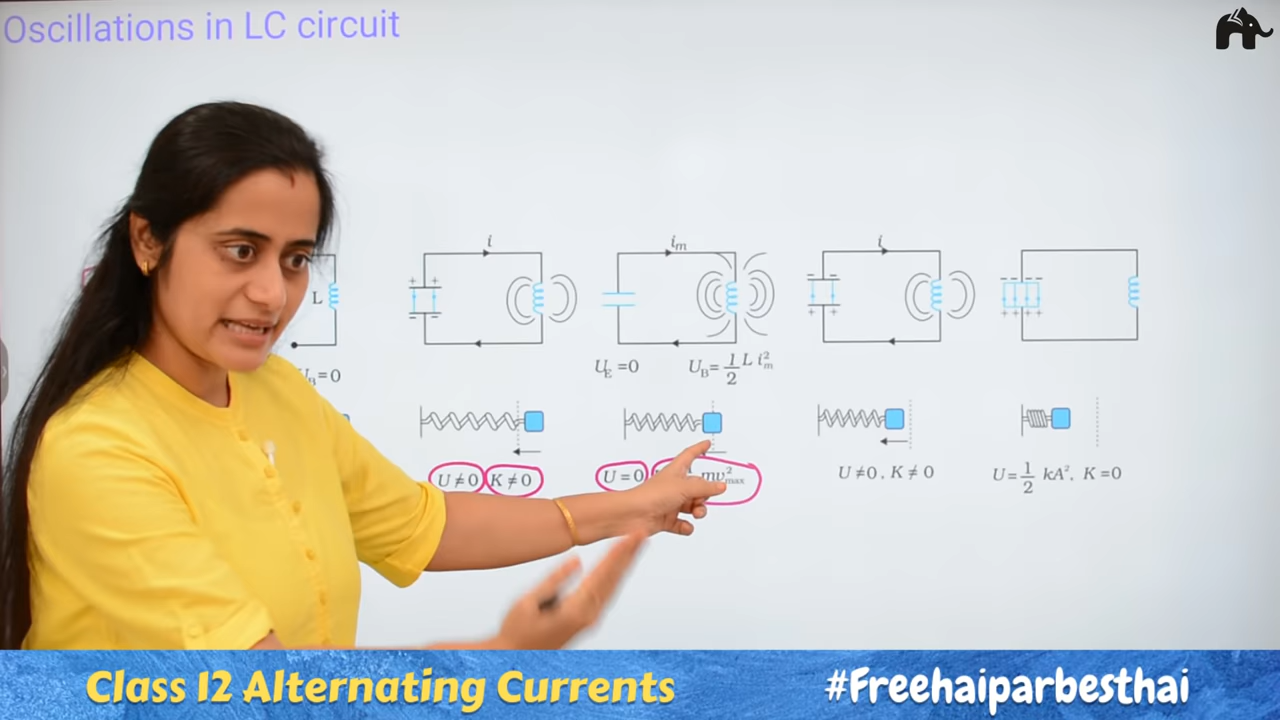 Oscillations in LC circuit
i
i_m
i
L
U_B=0
U_E=0
U_B= 1/2 L i_m^2
U≠0 K≠0
U=0 mv^2_max
U≠0, K≠0
U= 1/2 kA^2, K=0
Class 12 Alternating Currents
#Freehaiparbesthai